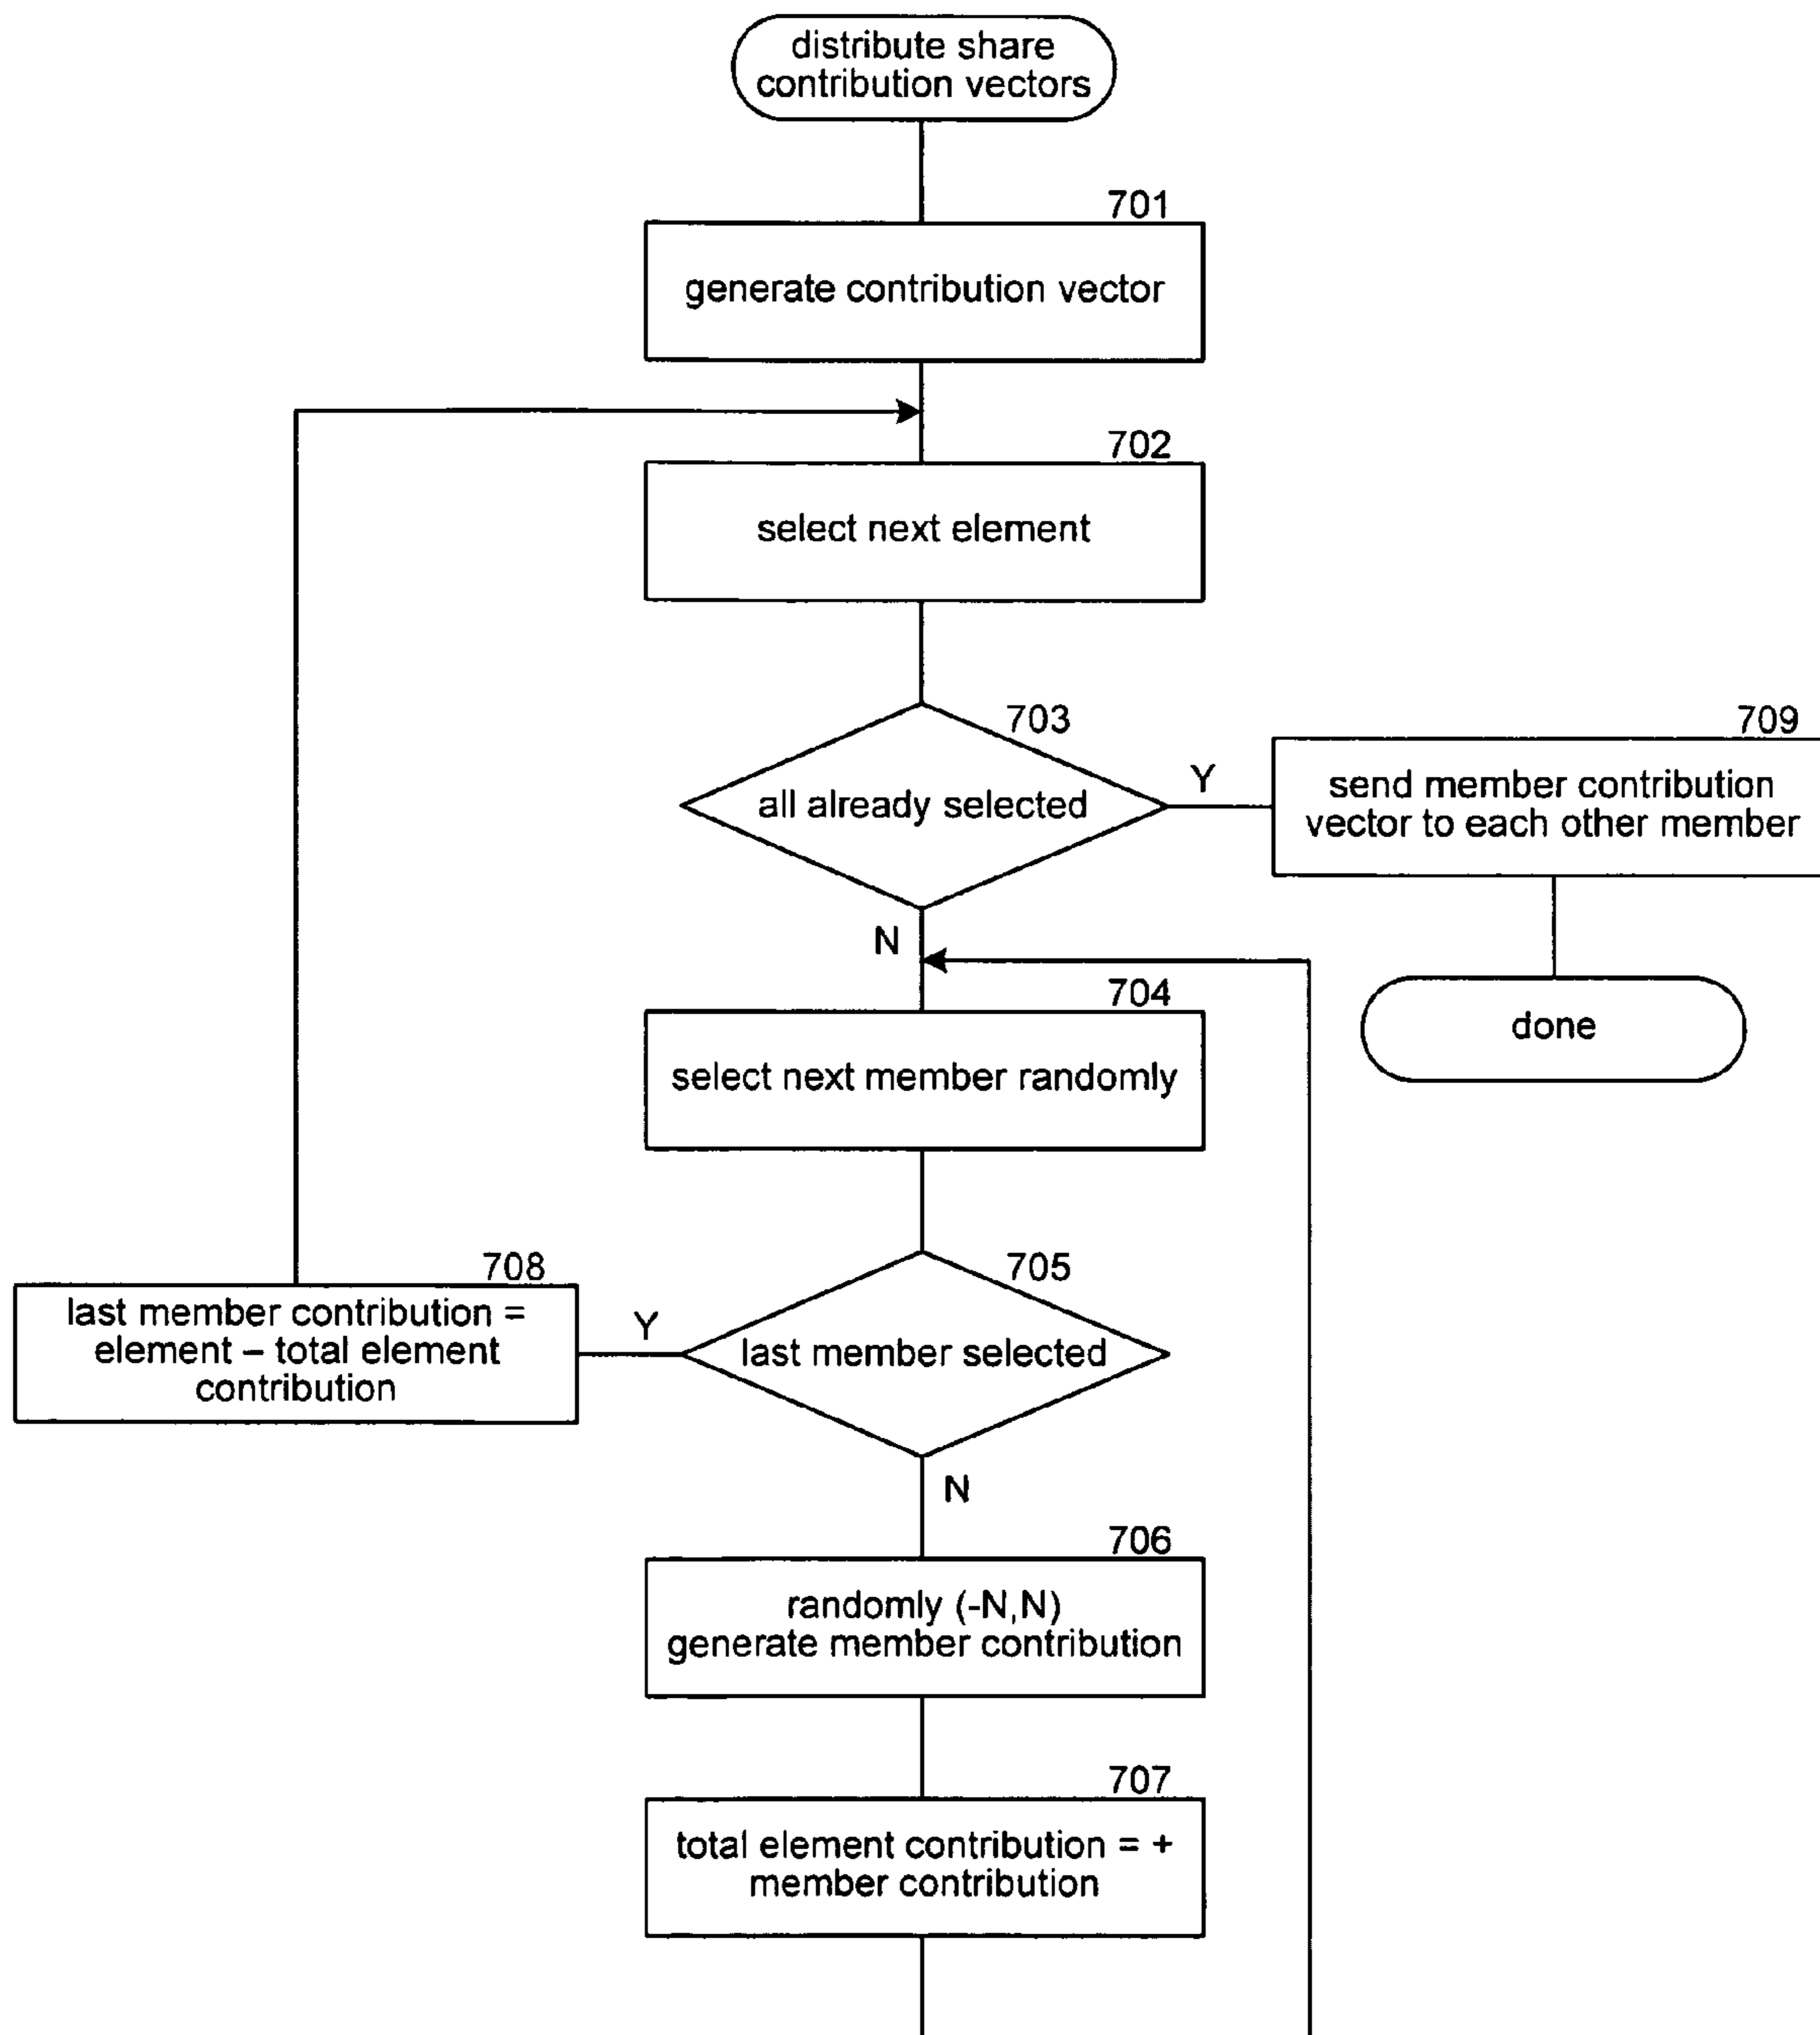 distribute share
contribution vectors
701
generate contribution vector
702
select next element
703
all already selected
Y
709
send member contribution
vector to each other member
done
N
704
select next member randomly
705
last member selected
Y
708
last member contribution =
element – total element
contribution
N
706
randomly (-N,N)
generate member contribution
707
total element contribution = +
member contribution